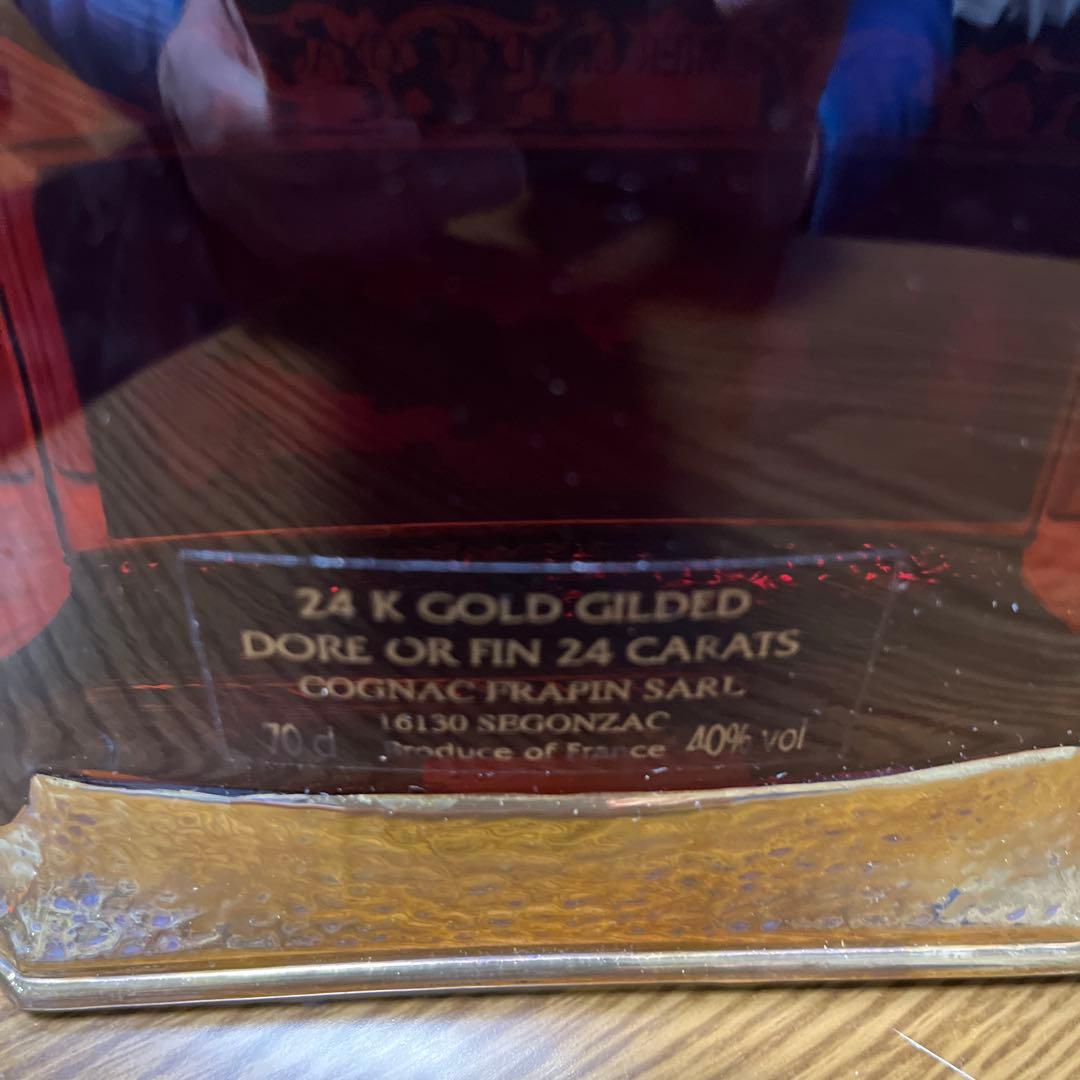 24 K GOLD GILDED
DORE OR FIN 24 CARATS
COGNAC FRAPIN SARL
16130 SEGONZAC
70 cl Produce of France 40% vol